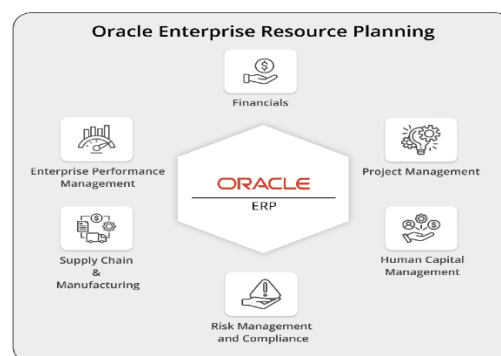 Oracle Enterprise Resource Planning
Financials
Enterprise Performance
Management
Project Management
ORACLE
ERP
Supply Chain
&
Manufacturing
Human Capital
Management
Risk Management
and Compliance